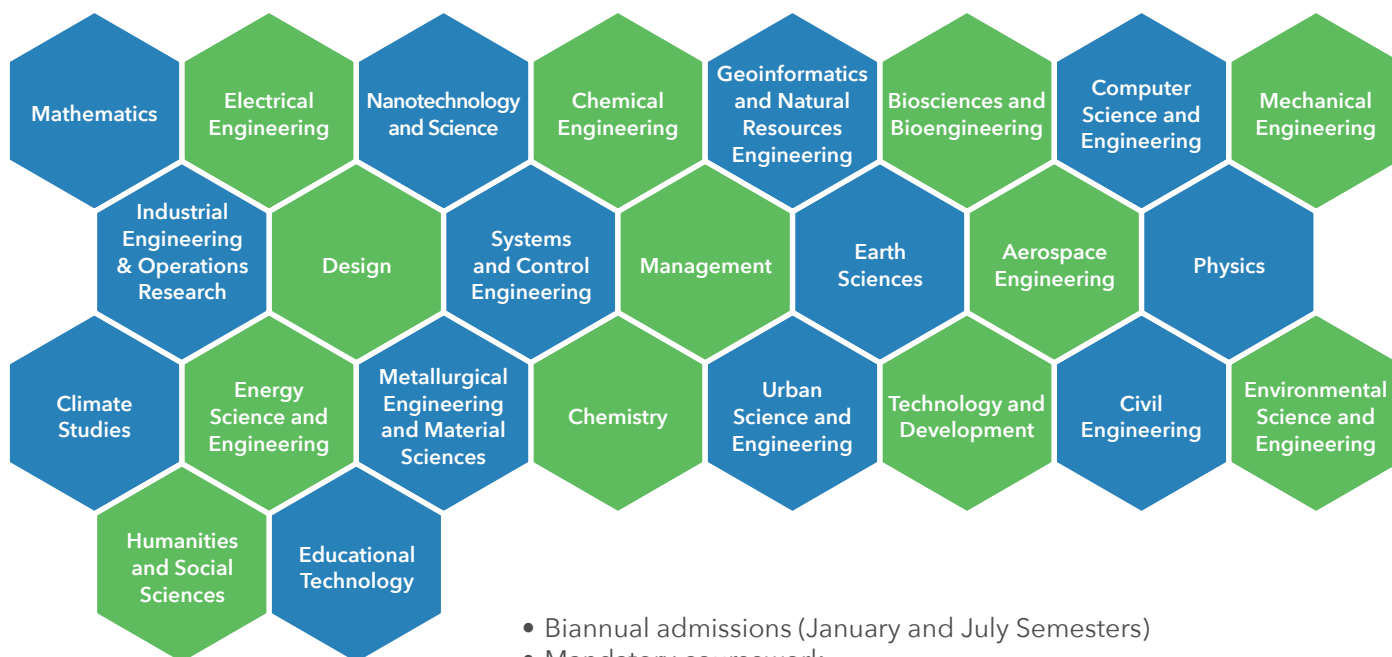 Mathematics
Electrical
Engineering
Nanotechnology
and Science
Chemical
Engineering
Geoinformatics
and Natural
Resources
Engineering
Biosciences and
Bioengineering
Computer
Science and
Engineering
Mechanical
Engineering
Industrial
Engineering
& Operations
Research
Design
Systems
and Control
Engineering
Management
Earth
Sciences
Aerospace
Engineering
Physics
Climate
Studies
Energy
Science and
Engineering
Metallurgical
Engineering
and Material
Sciences
Chemistry
Urban
Science and
Engineering
Technology and
Development
Civil
Engineering
Environmental
Science and
Engineering
Humanities
and Social
Sciences
Educational
Technology
• Biannual admissions (January and July Semesters)
• Mandatory coursework